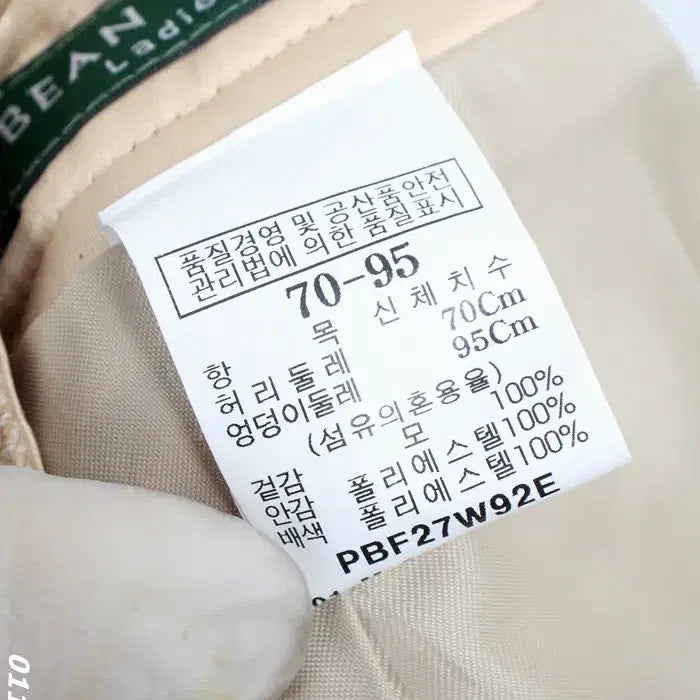 BEAN
Ladie
품질경영 및 공산품안전
관리법에 의한 품질표시
70-95
항 목 신체치수
허리둘레 70Cm
엉덩이둘레 95Cm
(섬유의혼용율)
겉감 모 100%
안감 폴리에스텔100%
배색 폴리에스텔100%
PBF27W92E
011